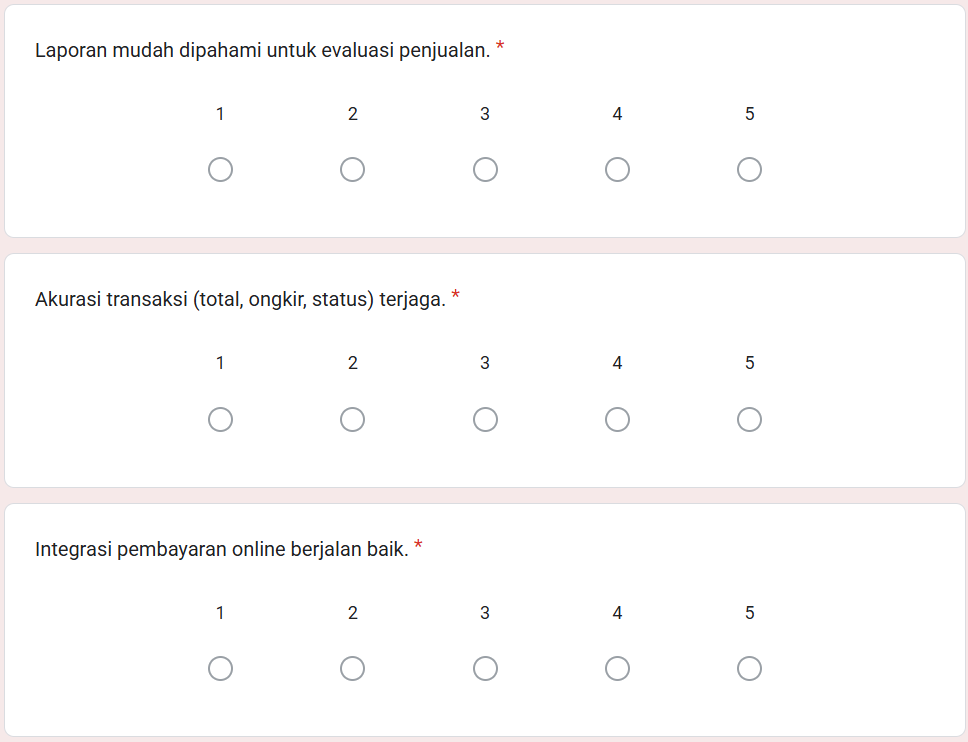 Laporan mudah dipahami untuk evaluasi penjualan. *
1 2 3 4 5
Akurasi transaksi (total, ongkir, status) terjaga. *
1 2 3 4 5
Integrasi pembayaran online berjalan baik. *
1 2 3 4 5